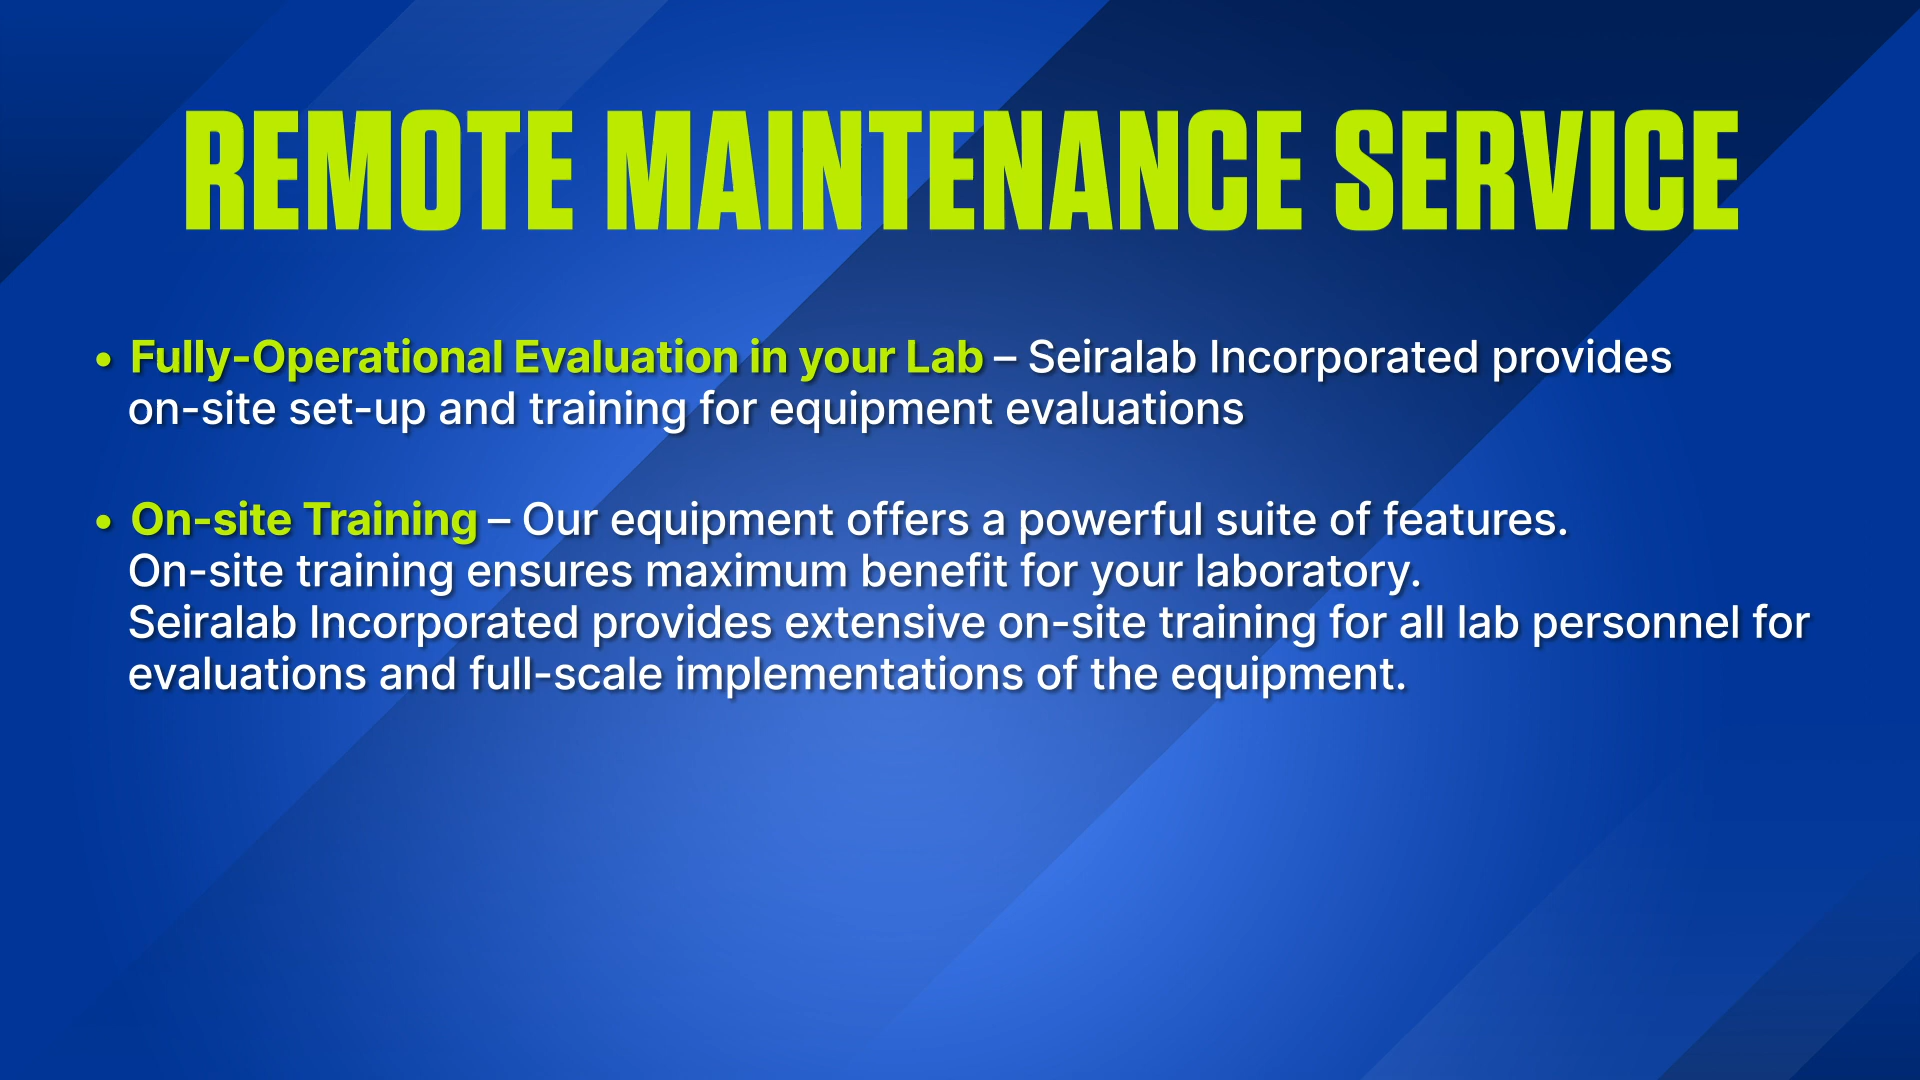 REMOTE MAINTENANCE SERVICE
• Fully-Operational Evaluation in your Lab – Seiralab Incorporated provides
on-site set-up and training for equipment evaluations
• On-site Training – Our equipment offers a powerful suite of features.
On-site training ensures maximum benefit for your laboratory.
Seiralab Incorporated provides extensive on-site training for all lab personnel for
evaluations and full-scale implementations of the equipment.